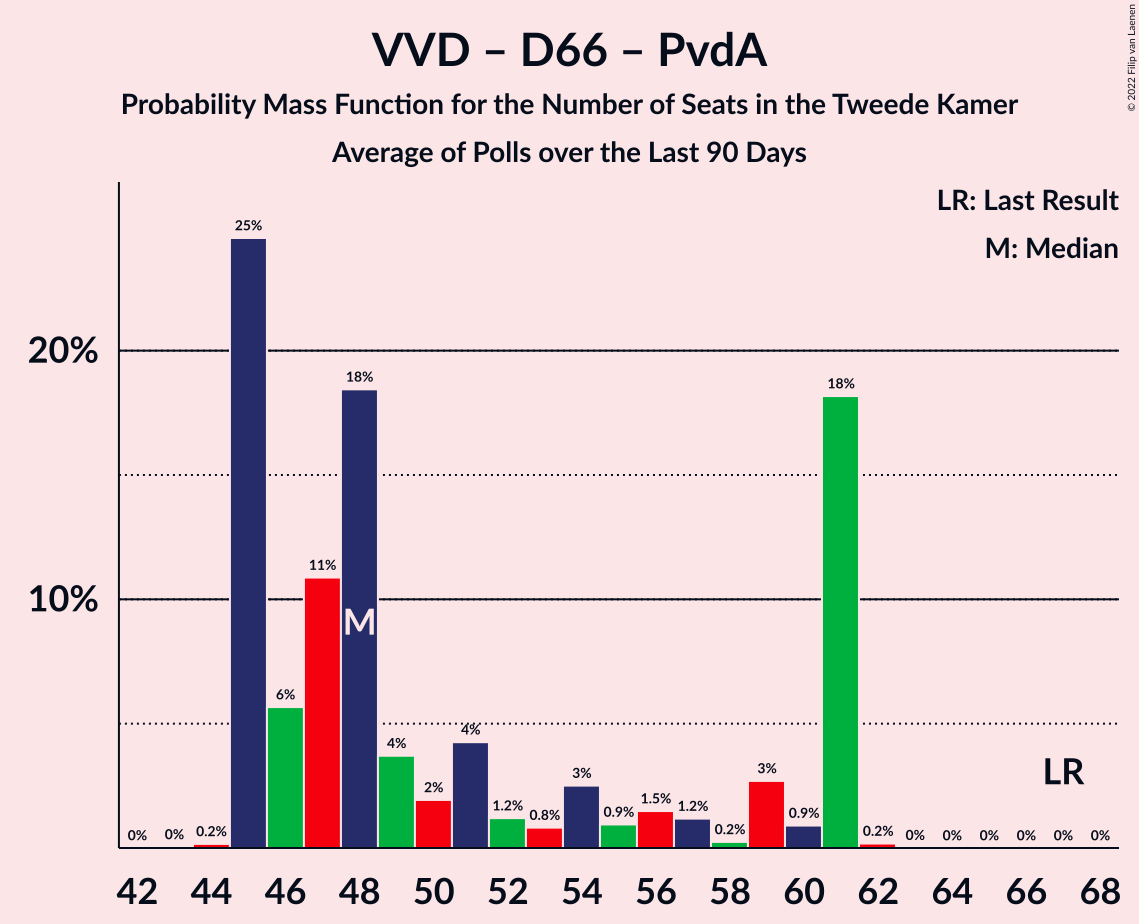 VVD – D66 – PvdA
Probability Mass Function for the Number of Seats in the Tweede Kamer
Average of Polls over the Last 90 Days
© 2022 Filip van Laenen
LR: Last Result
M: Median
20%
10%
0% 0% 0.2% 25% 6% 11% 18% 4% 2% 4% 1.2% 0.8% 3% 0.9% 1.5% 1.2% 0.2% 3% 0.9% 18% 0.2% 0% 0% 0% 0% 0% 0%
M
LR
42 44 46 48 50 52 54 56 58 60 62 64 66 68